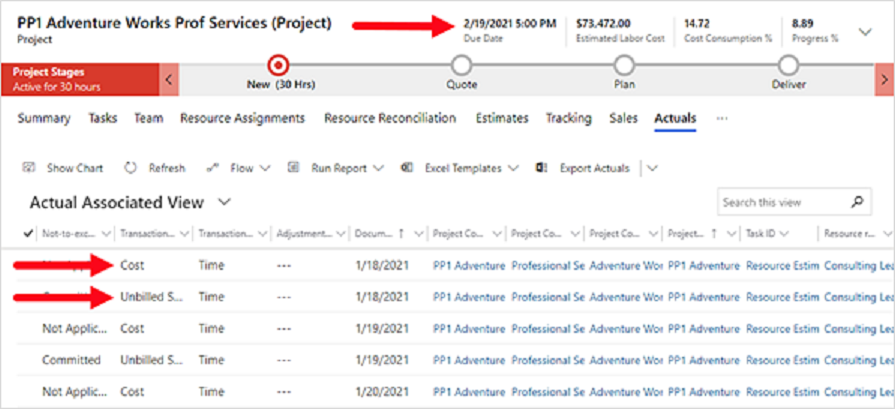 PP1 Adventure Works Prof Services (Project)
Project
2/19/2021 5:00 PM
Due Date
$73,472.00
Estimated Labor Cost
14.72
Cost Consumption %
8.89
Progress %
Project Stages
Active for 30 hours
New (30 Hrs)
Quote
Plan
Deliver
Summary Tasks Team Resource Assignments Resource Reconciliation Estimates Tracking Sales Actuals ...
Show Chart Refresh Flow Run Report Excel Templates Export Actuals
Actual Associated View
Search this view
Not-to-exc... Transaction... Transaction... Adjustment... Docum... ↑ Project Co... Project Co... Project Co... Project... ↑ Task ID Resource r...
Cost Time --- 1/18/2021 PP1 Adventure Professional Se Adventure Wor PP1 Adventure Resource Estim Consulting Lea
Unbilled S... Time --- 1/18/2021 PP1 Adventure Professional Se Adventure Wor PP1 Adventure Resource Estim Consulting Lea
Not Applic... Cost Time --- 1/19/2021 PP1 Adventure Professional Se Adventure Wor PP1 Adventure Resource Estim Consulting Lea
Committed Unbilled S... Time --- 1/19/2021 PP1 Adventure Professional Se Adventure Wor PP1 Adventure Resource Estim Consulting Lea
Not Applic... Cost Time --- 1/20/2021 PP1 Adventure Professional Se Adventure Wor PP1 Adventure Resource Estim Consulting Lea